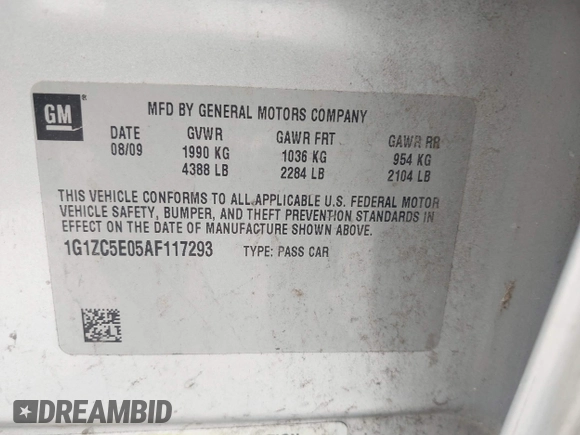 GM ®
MFD BY GENERAL MOTORS COMPANY
DATE GVWR GAWR FRT GAWR RR
08/09 1990 KG 1036 KG 954 KG
4388 LB 2284 LB 2104 LB
THIS VEHICLE CONFORMS TO ALL APPLICABLE U.S. FEDERAL MOTOR
VEHICLE SAFETY, BUMPER, AND THEFT PREVENTION STANDARDS IN
EFFECT ON THE DATE OF MANUFACTURE SHOWN ABOVE.
1G1ZC5E05AF117293 TYPE: PASS CAR
DREAMBID